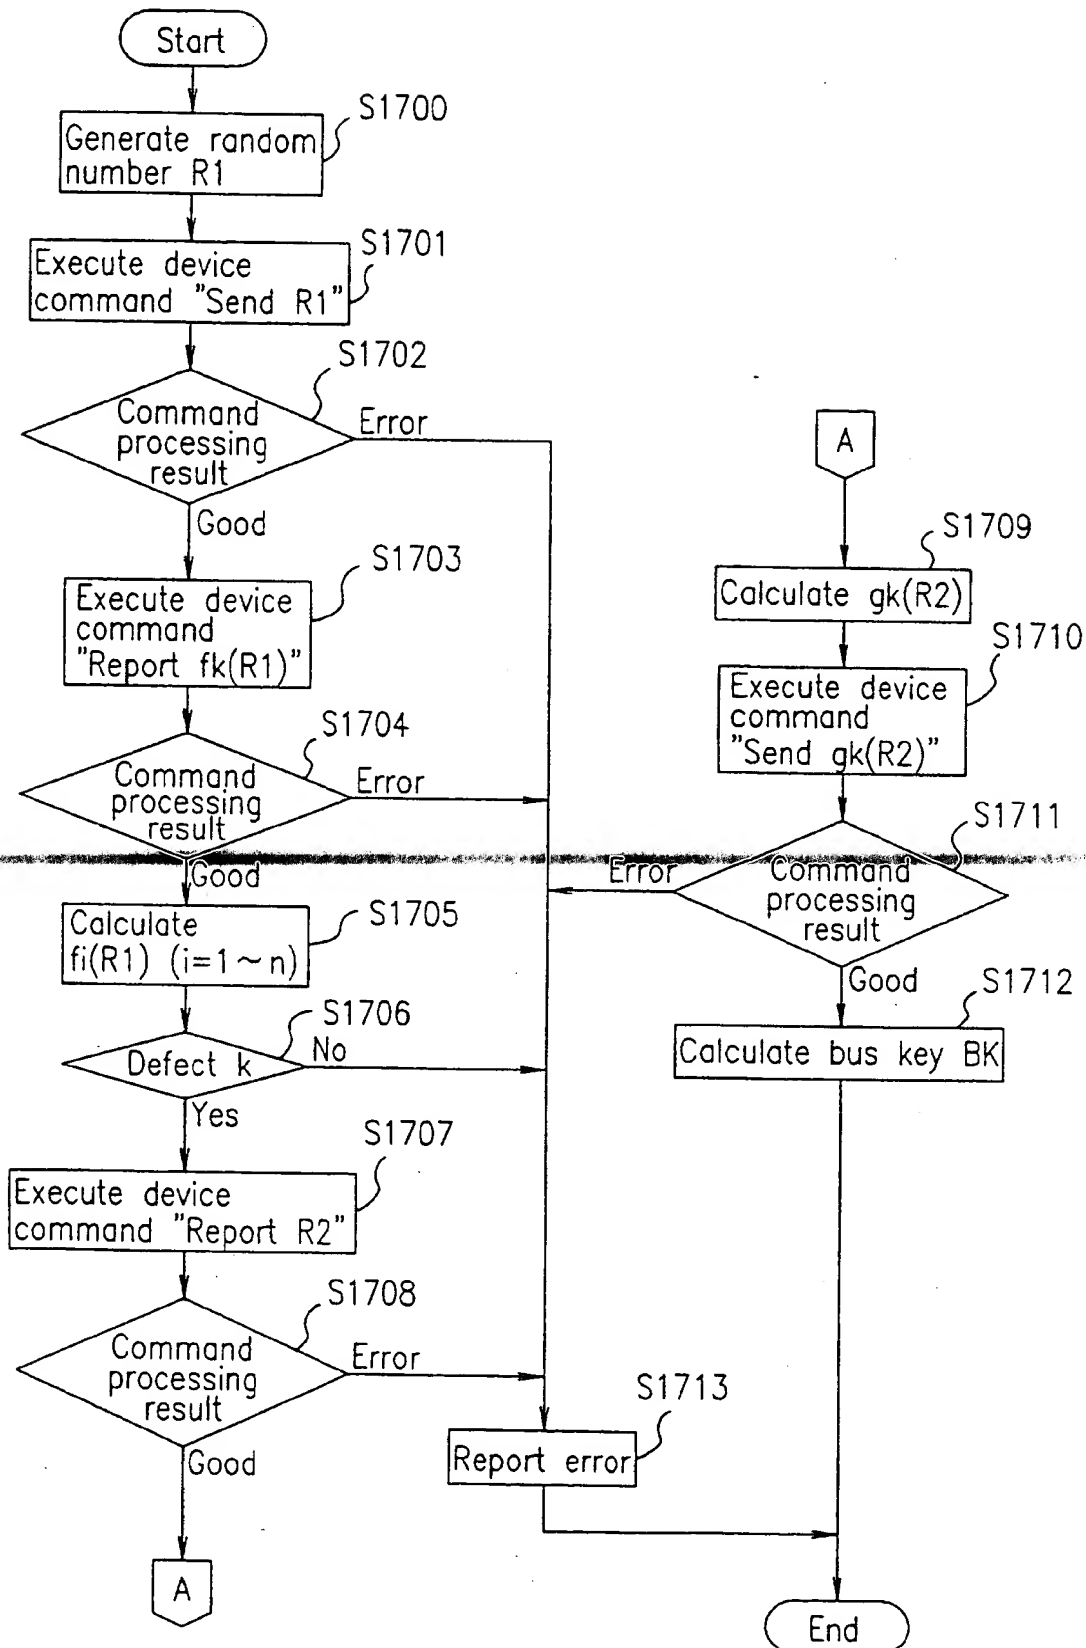 Start
S1700
Generate random
number R1
S1701
Execute device
command "Send R1"
S1702
Command
processing
result
Error
Good
S1703
Execute device
command
"Report fk(R1)"
S1704
Command
processing
result
Error
Good
S1705
Calculate
fi(R1) (i=1~n)
S1706
Defect k
No
Yes
S1707
Execute device
command "Report R2"
S1708
Command
processing
result
Error
Good
A
A
S1709
Calculate gk(R2)
S1710
Execute device
command
"Send gk(R2)"
S1711
Command
processing
result
Error
Good
S1712
Calculate bus key BK
S1713
Report error
End